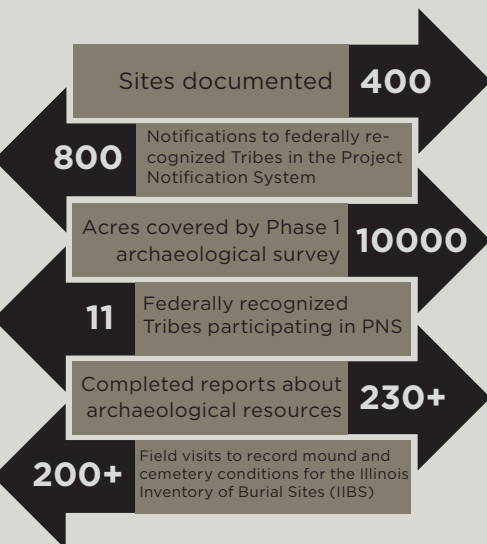 Sites documented 400
800 Notifications to federally re-
cognized Tribes in the Project
Notification System
Acres covered by Phase 1
archaeological survey 10000
11 Federally recognized
Tribes participating in PNS
Completed reports about
archaeological resources 230+
200+ Field visits to record mound and
cemetery conditions for the Illinois
Inventory of Burial Sites (IIBS)